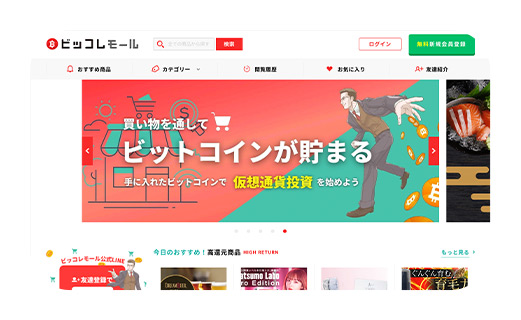 ビッコレモール
検索
ログイン
無料新規会員登録
おすすめ商品
カテゴリー
閲覧履歴
お気に入り
友達紹介
買い物を通して
ビットコインが貯まる
手に入れたビットコインで 仮想通貨投資 を始めよう
ビッコレモール公式LINE
友達登録で
今日のおすすめ!高還元商品 HIGH RETURN
もっと見る